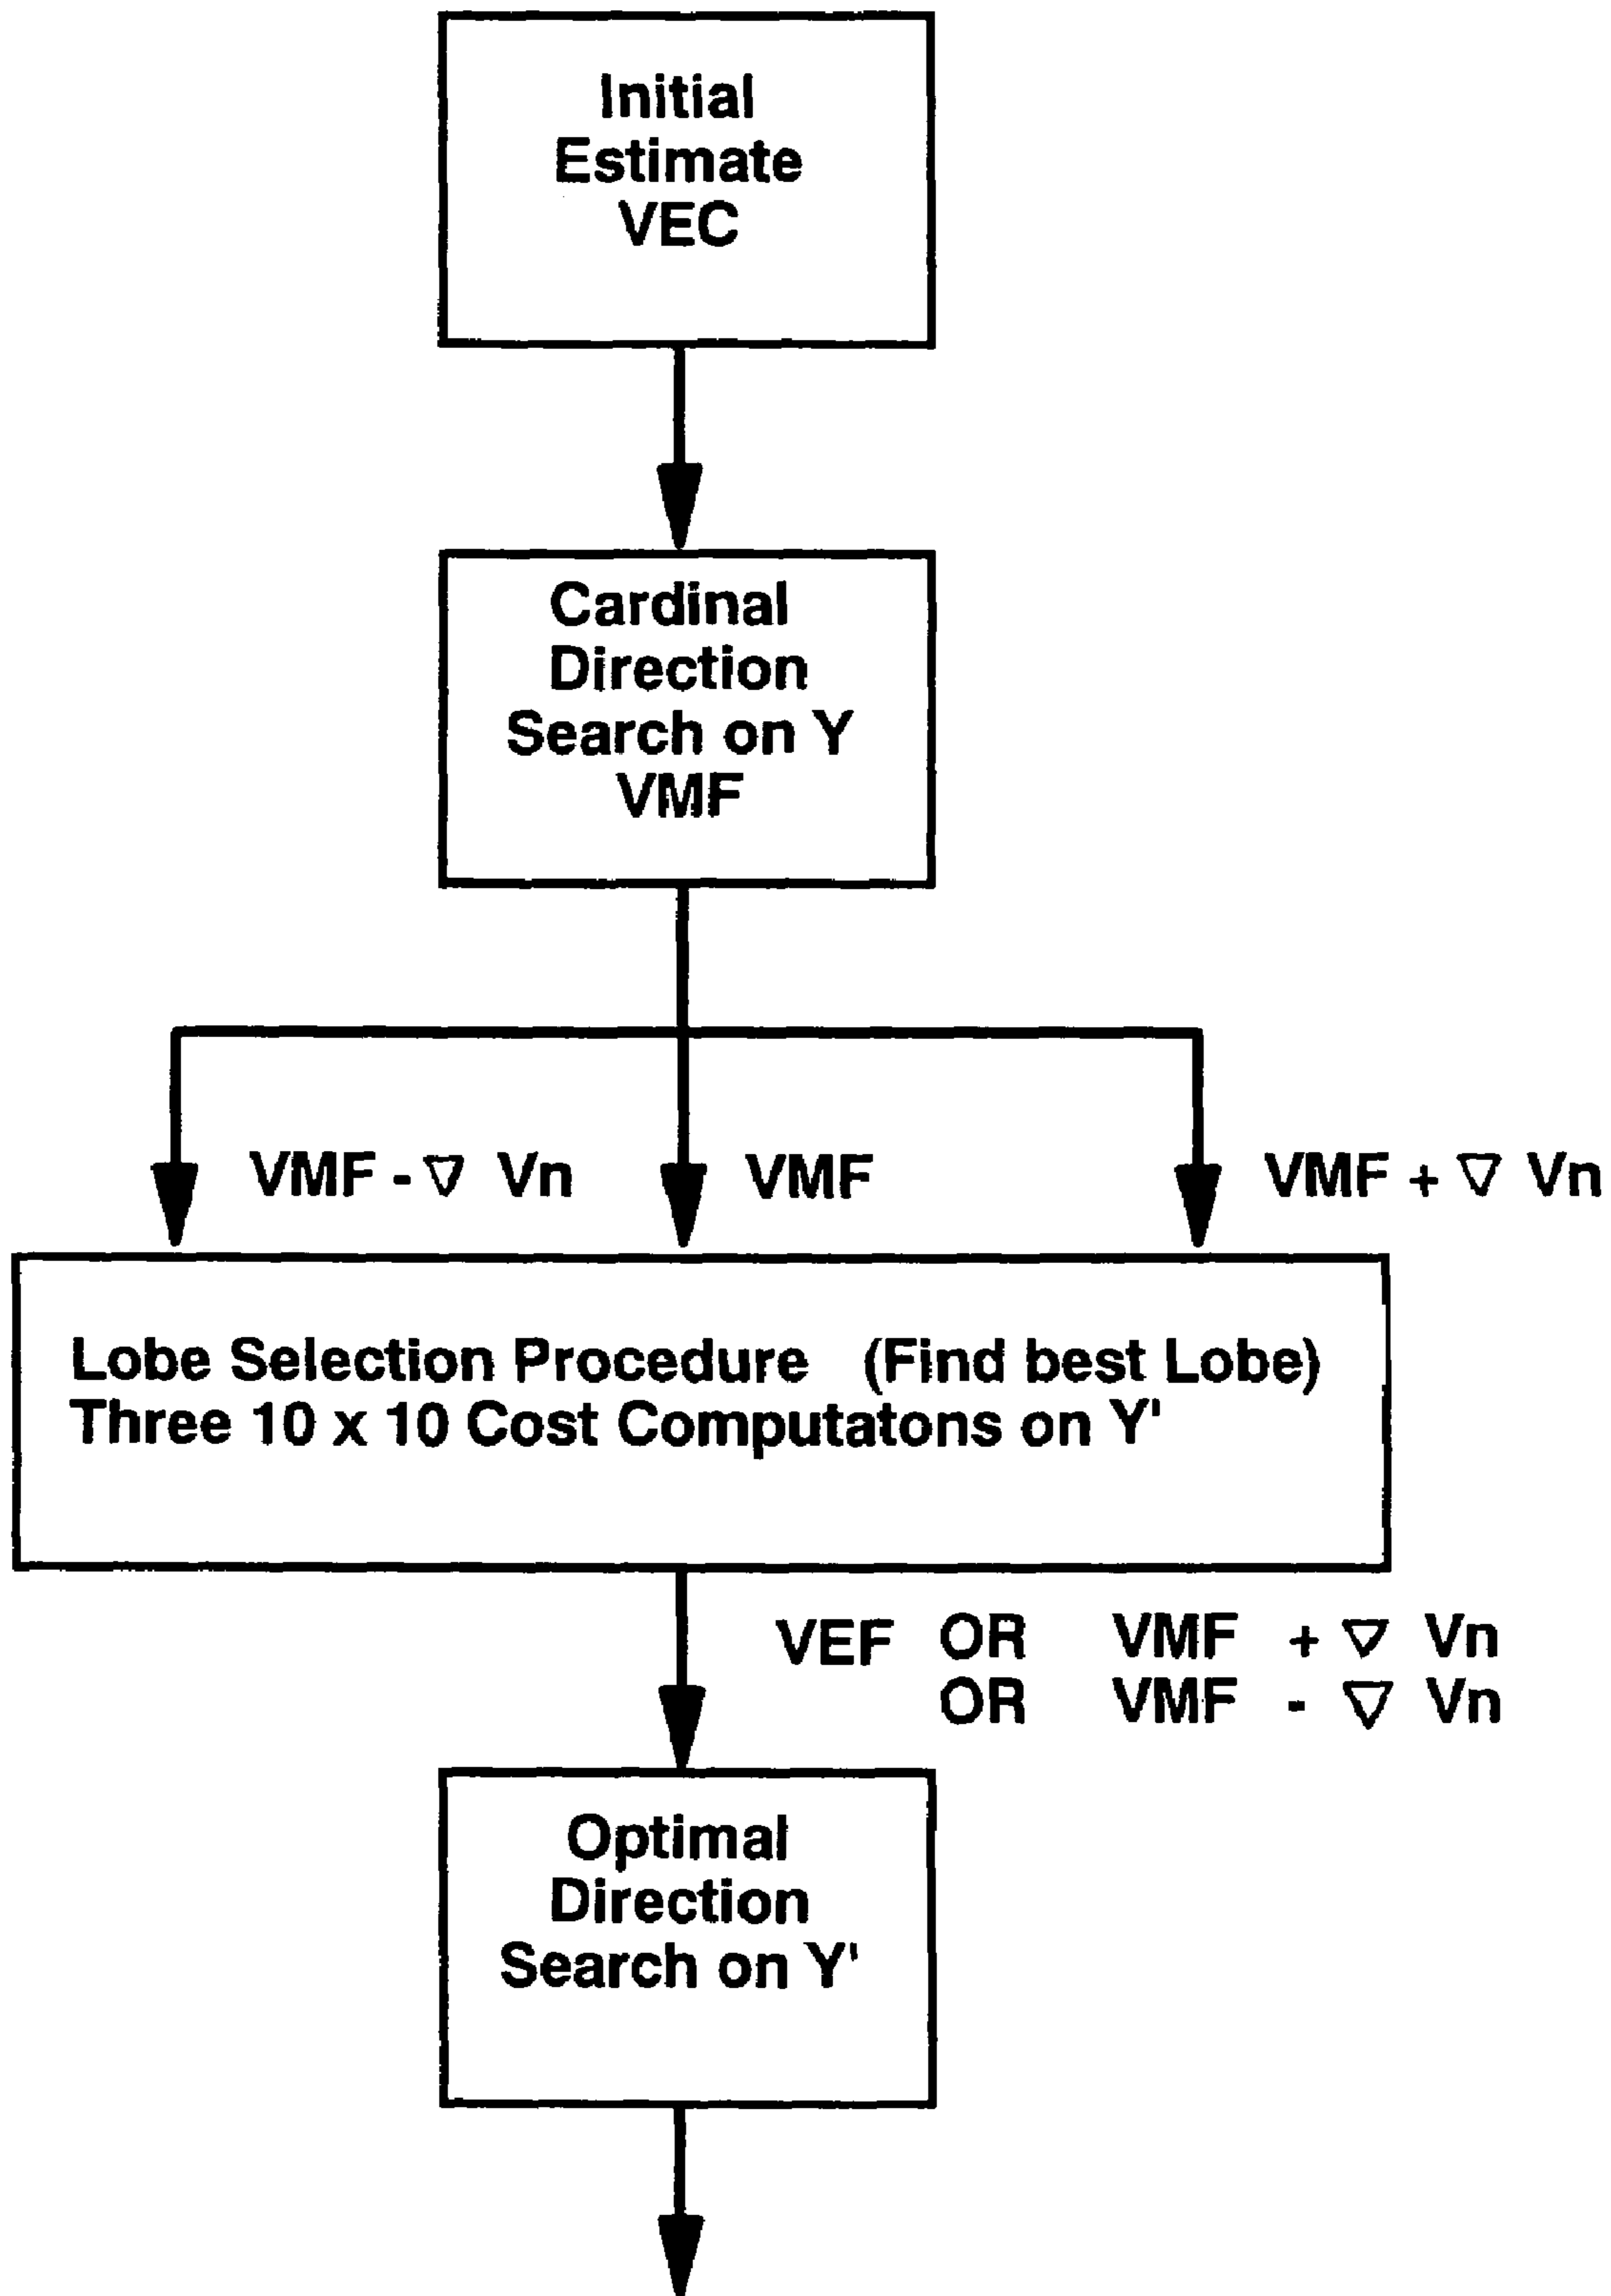 Initial
Estimate
VEC
Cardinal
Direction
Search on Y
VMF
VMF - ▽ Vn
VMF
VMF + ▽ Vn
Lobe Selection Procedure (Find best Lobe)
Three 10 x 10 Cost Computatons on Y'
VEF OR VMF + ▽ Vn
OR VMF - ▽ Vn
Optimal
Direction
Search on Y'